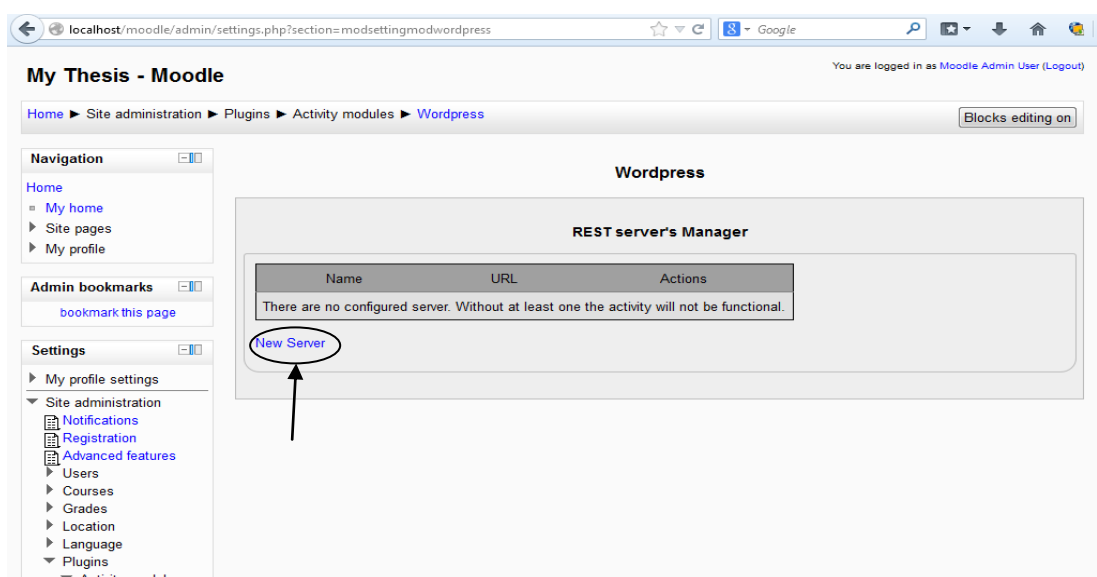 localhost/moodle/admin/settings.php?section=modsettingmodwordpress
8 Google
My Thesis - Moodle
You are logged in as Moodle Admin User (Logout)
Home ► Site administration ► Plugins ► Activity modules ► Wordpress
Blocks editing on
Navigation
Home
My home
Site pages
My profile
Admin bookmarks
bookmark this page
Settings
My profile settings
Site administration
Notifications
Registration
Advanced features
Users
Courses
Grades
Location
Language
Plugins
Wordpress
REST server's Manager
Name URL Actions
There are no configured server. Without at least one the activity will not be functional.
New Server